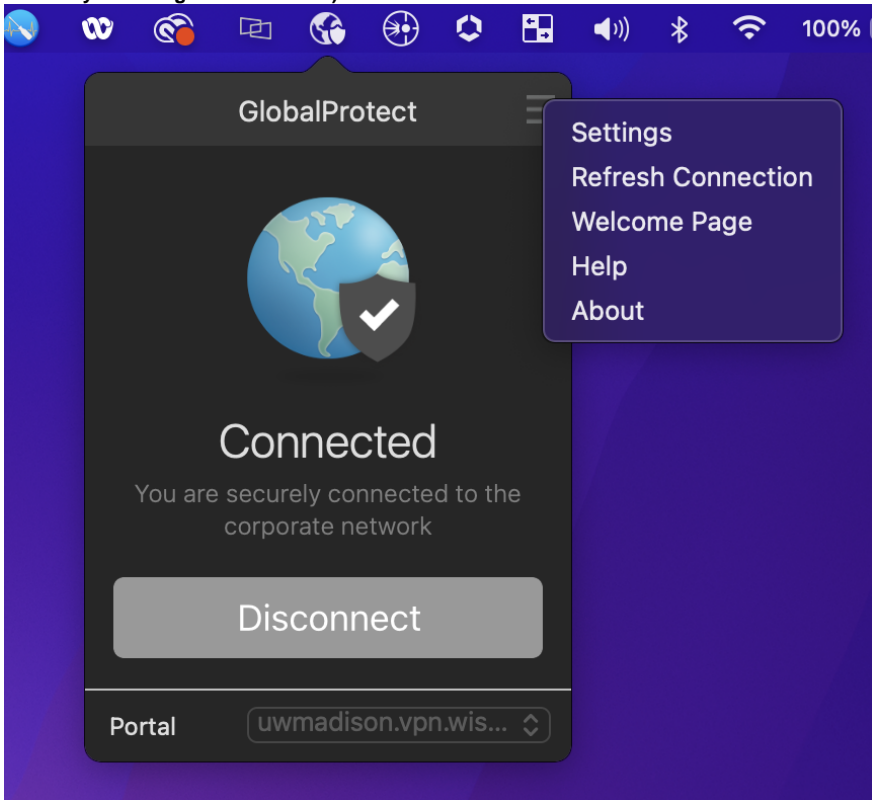 100%
GlobalProtect
Settings
Refresh Connection
Welcome Page
Help
About
Connected
You are securely connected to the
corporate network
Disconnect
Portal
uwmadison.vpn.wis...